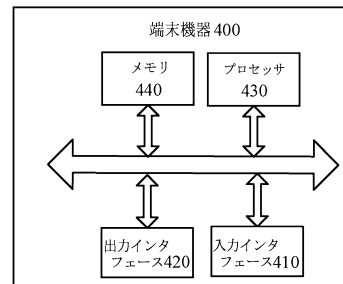 端末機器400
メモリ
440
プロセッサ
430
出力インタ
フェース420
入力インタ
フェース410